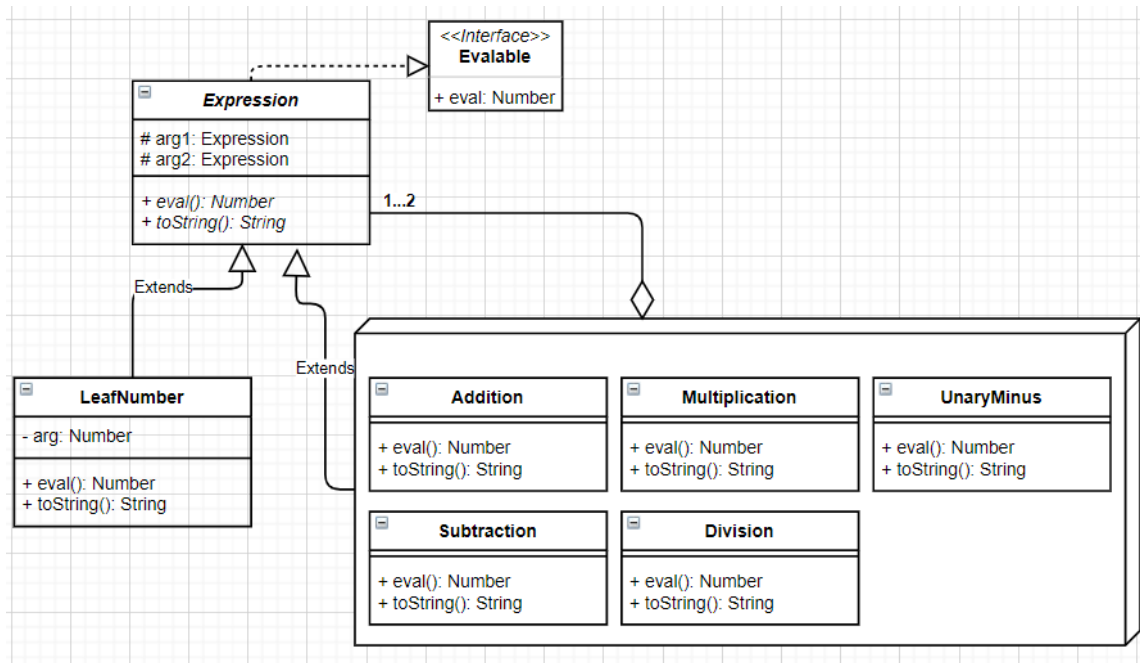 <<Interface>>
Evalable
+ eval: Number
Expression
# arg1: Expression
# arg2: Expression
+ eval(): Number
+ toString(): String
1...2
Extends
Extends
LeafNumber
- arg: Number
+ eval(): Number
+ toString(): String
Addition
+ eval(): Number
+ toString(): String
Multiplication
+ eval(): Number
+ toString(): String
UnaryMinus
+ eval(): Number
+ toString(): String
Subtraction
+ eval(): Number
+ toString(): String
Division
+ eval(): Number
+ toString(): String